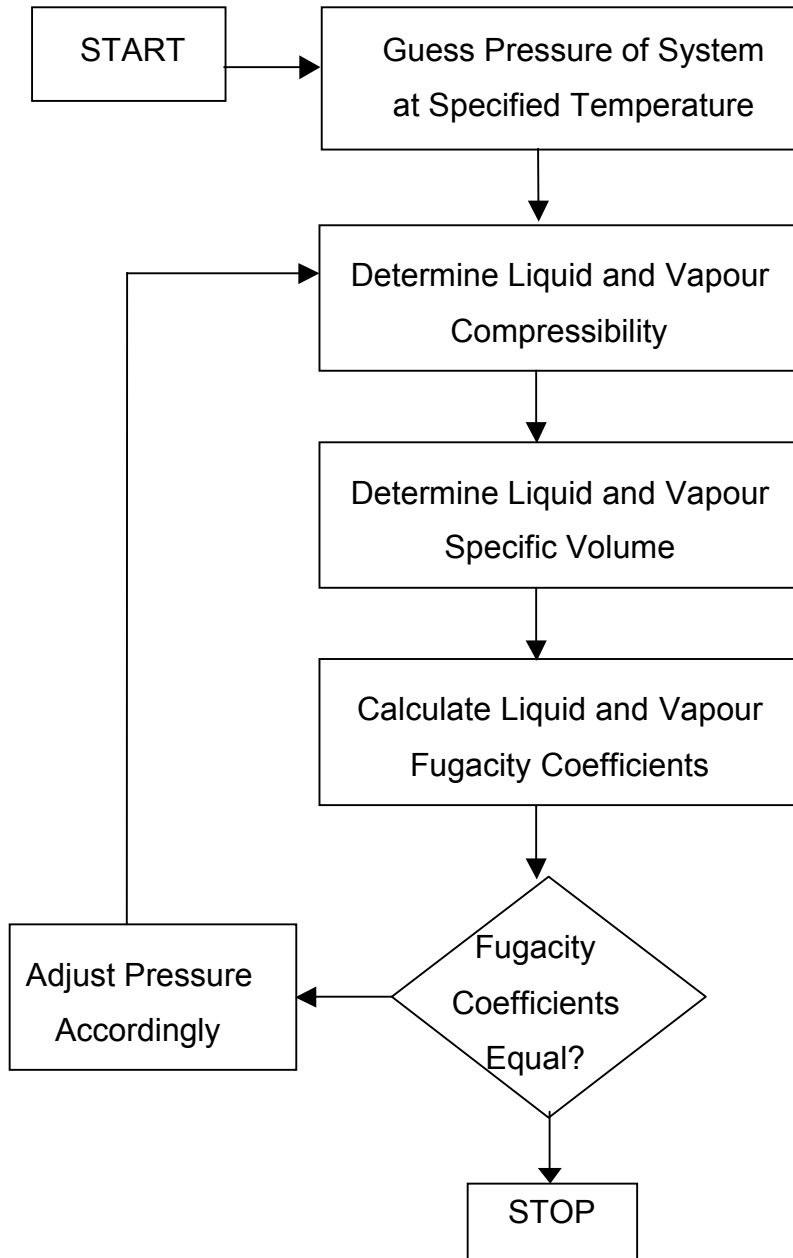 START
Guess Pressure of System
at Specified Temperature
Determine Liquid and Vapour
Compressibility
Determine Liquid and Vapour
Specific Volume
Calculate Liquid and Vapour
Fugacity Coefficients
Fugacity
Coefficients
Equal?
Adjust Pressure
Accordingly
STOP